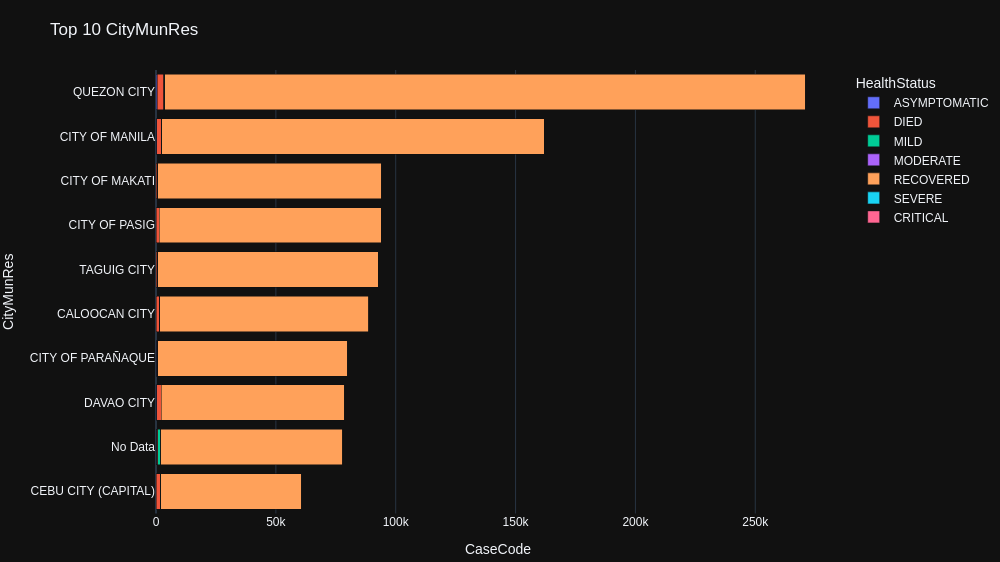 Top 10 CityMunRes
HealthStatus
ASYMPTOMATIC
DIED
MILD
MODERATE
RECOVERED
SEVERE
CRITICAL
CityMunRes
QUEZON CITY
CITY OF MANILA
CITY OF MAKATI
CITY OF PASIG
TAGUIG CITY
CALOOCAN CITY
CITY OF PARAÑAQUE
DAVAO CITY
No Data
CEBU CITY (CAPITAL)
0 50k 100k 150k 200k 250k
CaseCode